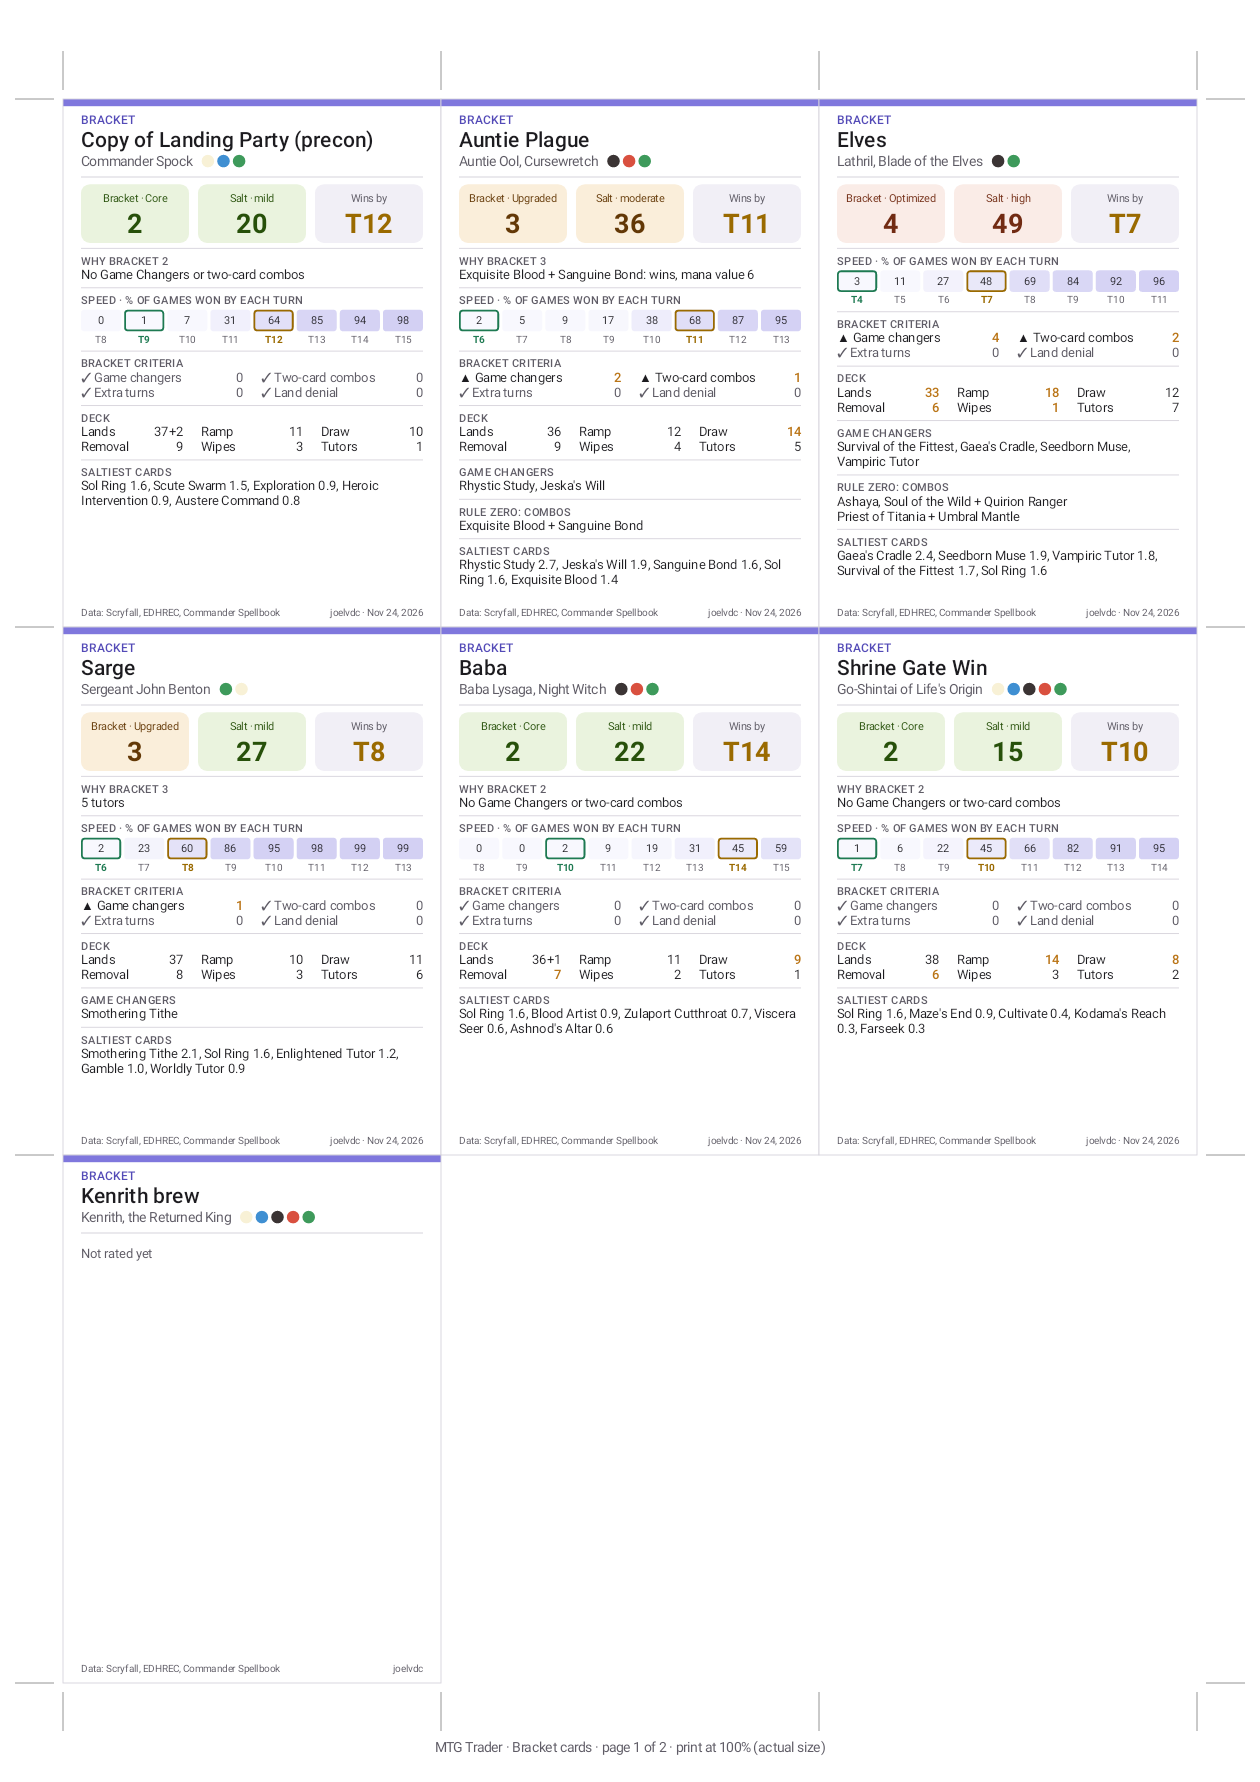 BRACKET
Copy of Landing Party (precon)
Commander Spock
Bracket · Core
2
Salt · mild
20
Wins by
T12
WHY BRACKET 2
No Game Changers or two-card combos
SPEED · % OF GAMES WON BY EACH TURN
0 1 7 31 64 85 94 98
T8 T9 T10 T11 T12 T13 T14 T15
BRACKET CRITERIA
✓ Game changers 0 ✓ Two-card combos 0
✓ Extra turns 0 ✓ Land denial 0
DECK
Lands 37+2 Ramp 11 Draw 10
Removal 9 Wipes 3 Tutors 1
SALTIEST CARDS
Sol Ring 1.6, Scute Swarm 1.5, Exploration 0.9, Heroic
Intervention 0.9, Austere Command 0.8
Data: Scryfall, EDHREC, Commander Spellbook joelvdc · Nov 24, 2026
BRACKET
Auntie Plague
Auntie Ool, Cursewretch
Bracket · Upgraded
3
Salt · moderate
36
Wins by
T11
WHY BRACKET 3
Exquisite Blood + Sanguine Bond: wins, mana value 6
SPEED · % OF GAMES WON BY EACH TURN
2 5 9 17 38 68 87 95
T6 T7 T8 T9 T10 T11 T12 T13
BRACKET CRITERIA
▲ Game changers 2 ▲ Two-card combos 1
✓ Extra turns 0 ✓ Land denial 0
DECK
Lands 36 Ramp 12 Draw 14
Removal 9 Wipes 4 Tutors 5
GAME CHANGERS
Rhystic Study, Jeska's Will
RULE ZERO: COMBOS
Exquisite Blood + Sanguine Bond
SALTIEST CARDS
Rhystic Study 2.7, Jeska's Will 1.9, Sanguine Bond 1.6, Sol
Ring 1.6, Exquisite Blood 1.4
Data: Scryfall, EDHREC, Commander Spellbook joelvdc · Nov 24, 2026
BRACKET
Elves
Lathril, Blade of the Elves
Bracket · Optimized
4
Salt · high
49
Wins by
T7
SPEED · % OF GAMES WON BY EACH TURN
3 11 27 48 69 84 92 96
T4 T5 T6 T7 T8 T9 T10 T11
BRACKET CRITERIA
▲ Game changers 4 ▲ Two-card combos 2
✓ Extra turns 0 ✓ Land denial 0
DECK
Lands 33 Ramp 18 Draw 12
Removal 6 Wipes 1 Tutors 7
GAME CHANGERS
Survival of the Fittest, Gaea's Cradle, Seedborn Muse,
Vampiric Tutor
RULE ZERO: COMBOS
Ashaya, Soul of the Wild + Quirion Ranger
Priest of Titania + Umbral Mantle
SALTIEST CARDS
Gaea's Cradle 2.4, Seedborn Muse 1.9, Vampiric Tutor 1.8,
Survival of the Fittest 1.7, Sol Ring 1.6
Data: Scryfall, EDHREC, Commander Spellbook joelvdc · Nov 24, 2026
BRACKET
Sarge
Sergeant John Benton
Bracket · Upgraded
3
Salt · mild
27
Wins by
T8
WHY BRACKET 3
5 tutors
SPEED · % OF GAMES WON BY EACH TURN
2 23 60 86 95 98 99 99
T6 T7 T8 T9 T10 T11 T12 T13
BRACKET CRITERIA
▲ Game changers 1 ✓ Two-card combos 0
✓ Extra turns 0 ✓ Land denial 0
DECK
Lands 37 Ramp 10 Draw 11
Removal 8 Wipes 3 Tutors 6
GAME CHANGERS
Smothering Tithe
SALTIEST CARDS
Smothering Tithe 2.1, Sol Ring 1.6, Enlightened Tutor 1.2,
Gamble 1.0, Worldly Tutor 0.9
Data: Scryfall, EDHREC, Commander Spellbook joelvdc · Nov 24, 2026
BRACKET
Baba
Baba Lysaga, Night Witch
Bracket · Core
2
Salt · mild
22
Wins by
T14
WHY BRACKET 2
No Game Changers or two-card combos
SPEED · % OF GAMES WON BY EACH TURN
0 0 2 9 19 31 45 59
T8 T9 T10 T11 T12 T13 T14 T15
BRACKET CRITERIA
✓ Game changers 0 ✓ Two-card combos 0
✓ Extra turns 0 ✓ Land denial 0
DECK
Lands 36+1 Ramp 11 Draw 9
Removal 7 Wipes 2 Tutors 1
SALTIEST CARDS
Sol Ring 1.6, Blood Artist 0.9, Zulaport Cutthroat 0.7, Viscera
Seer 0.6, Ashnod's Altar 0.6
Data: Scryfall, EDHREC, Commander Spellbook joelvdc · Nov 24, 2026
BRACKET
Shrine Gate Win
Go-Shintai of Life's Origin
Bracket · Core
2
Salt · mild
15
Wins by
T10
WHY BRACKET 2
No Game Changers or two-card combos
SPEED · % OF GAMES WON BY EACH TURN
1 6 22 45 66 82 91 95
T7 T8 T9 T10 T11 T12 T13 T14
BRACKET CRITERIA
✓ Game changers 0 ✓ Two-card combos 0
✓ Extra turns 0 ✓ Land denial 0
DECK
Lands 38 Ramp 14 Draw 8
Removal 6 Wipes 3 Tutors 2
SALTIEST CARDS
Sol Ring 1.6, Maze's End 0.9, Cultivate 0.4, Kodama's Reach
0.3, Farseek 0.3
Data: Scryfall, EDHREC, Commander Spellbook joelvdc · Nov 24, 2026
BRACKET
Kenrith brew
Kenrith, the Returned King
Not rated yet
Data: Scryfall, EDHREC, Commander Spellbook joelvdc
MTG Trader · Bracket cards · page 1 of 2 · print at 100% (actual size)